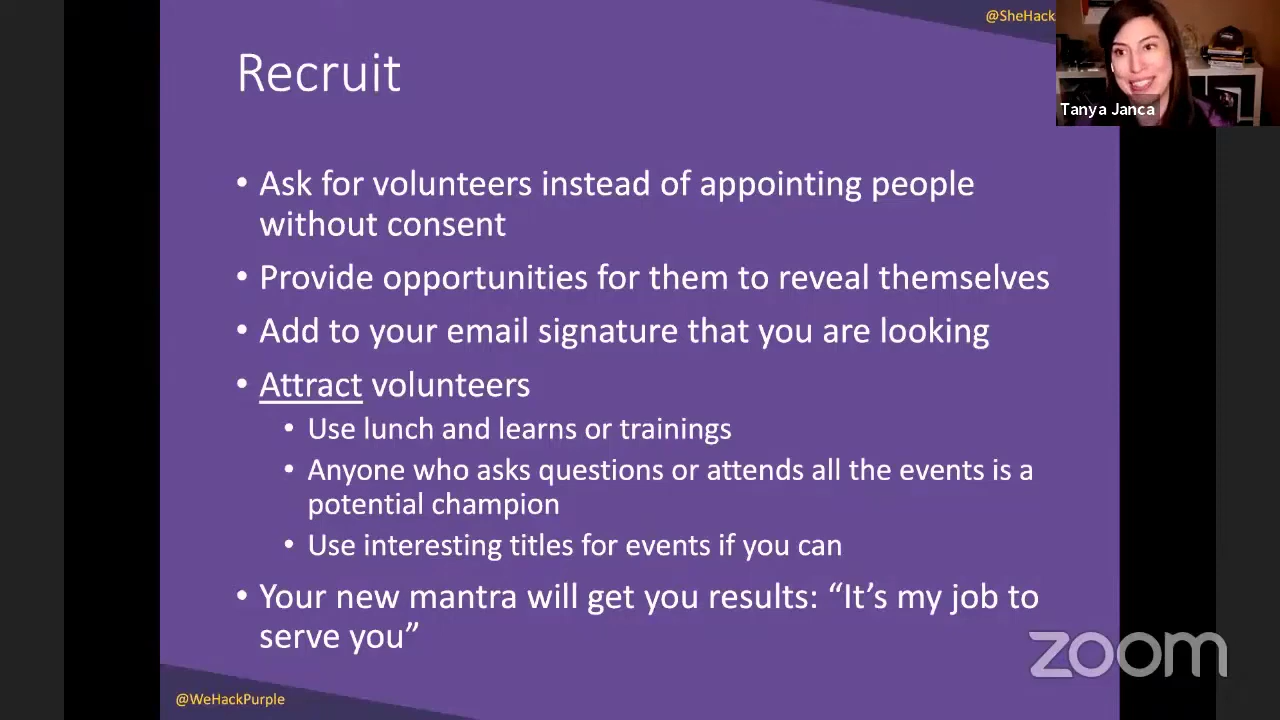 @SheHack
Recruit
Tanya Janca
• Ask for volunteers instead of appointing people
without consent
• Provide opportunities for them to reveal themselves
• Add to your email signature that you are looking
• Attract volunteers
• Use lunch and learns or trainings
• Anyone who asks questions or attends all the events is a
potential champion
• Use interesting titles for events if you can
• Your new mantra will get you results: “It’s my job to
serve you”
zoom
@WeHackPurple